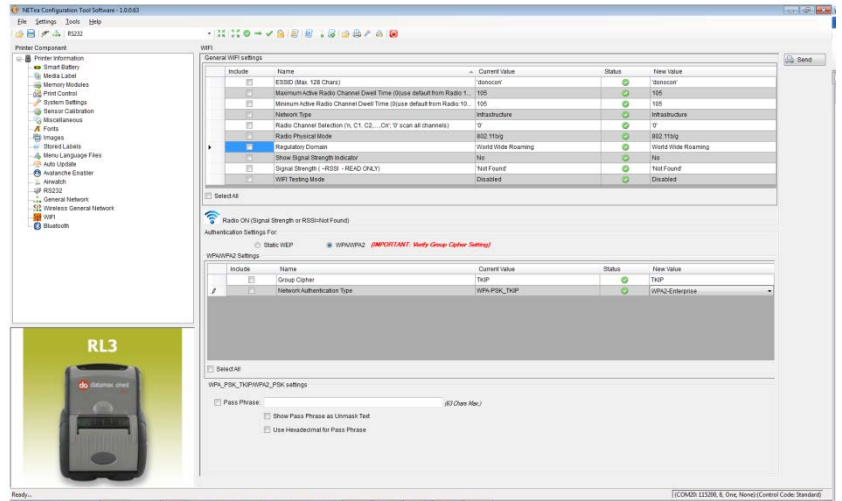 NETira Configuration Tool Software - 1.0.0.63
File Settings Tools Help
RS232
Printer Component
WIFI
Printer Information
Smart Battery
Media Label
Memory Modules
Print Control
System Settings
Sensor Calibration
Miscellaneous
Fonts
Images
Stored Labels
Menu Language Files
Auto Update
Avalanche Enabler
Airwatch
RS232
General Network
Wireless General Network
WIFI
Bluetooth
General WIFI settings
Send
Include Name Current Value Status New Value
ESSID (Max. 128 Chars) 'donocon' 'donocon'
Maximum Active Radio Channel Dwell Time (0(use default from Radio 1... 105 105
Minimum Active Radio Channel Dwell Time (0(use default from Radio:10... 105 105
Network Type Infrastructure Infrastructure
Radio Channel Selection ('n, C1, C2,...,Cn'; '0' scan all channels) '0' '0'
Radio Physical Mode 802.11b/g 802.11b/g
Regulatory Domain World Wide Roaming World Wide Roaming
Show Signal Strength Indicator No No
Signal Strength ( –RSSI - READ ONLY) 'Not Found' 'Not Found'
WIFI Testing Mode Disabled Disabled
Select All
Radio ON (Signal Strength or RSSI=Not Found)
Authentication Settings For:
Static WEP WPA/WPA2 (IMPORTANT: Verify Group Cipher Setting)
WPA/WPA2 Settings
Include Name Current Value Status New Value
Group Cipher TKIP TKIP
Network Authentication Type WPA-PSK_TKIP WPA2-Enterprise
Select All
WPA_PSK_TKIP/WPA2_PSK settings
Pass Phrase: (63 Chars Max.)
Show Pass Phrase as Unmask Text
Use Hexadecimal for Pass Phrase
RL3
datamax oneil
Ready...
(COM20: 115200, 8, One, None):(Control Code: Standard)